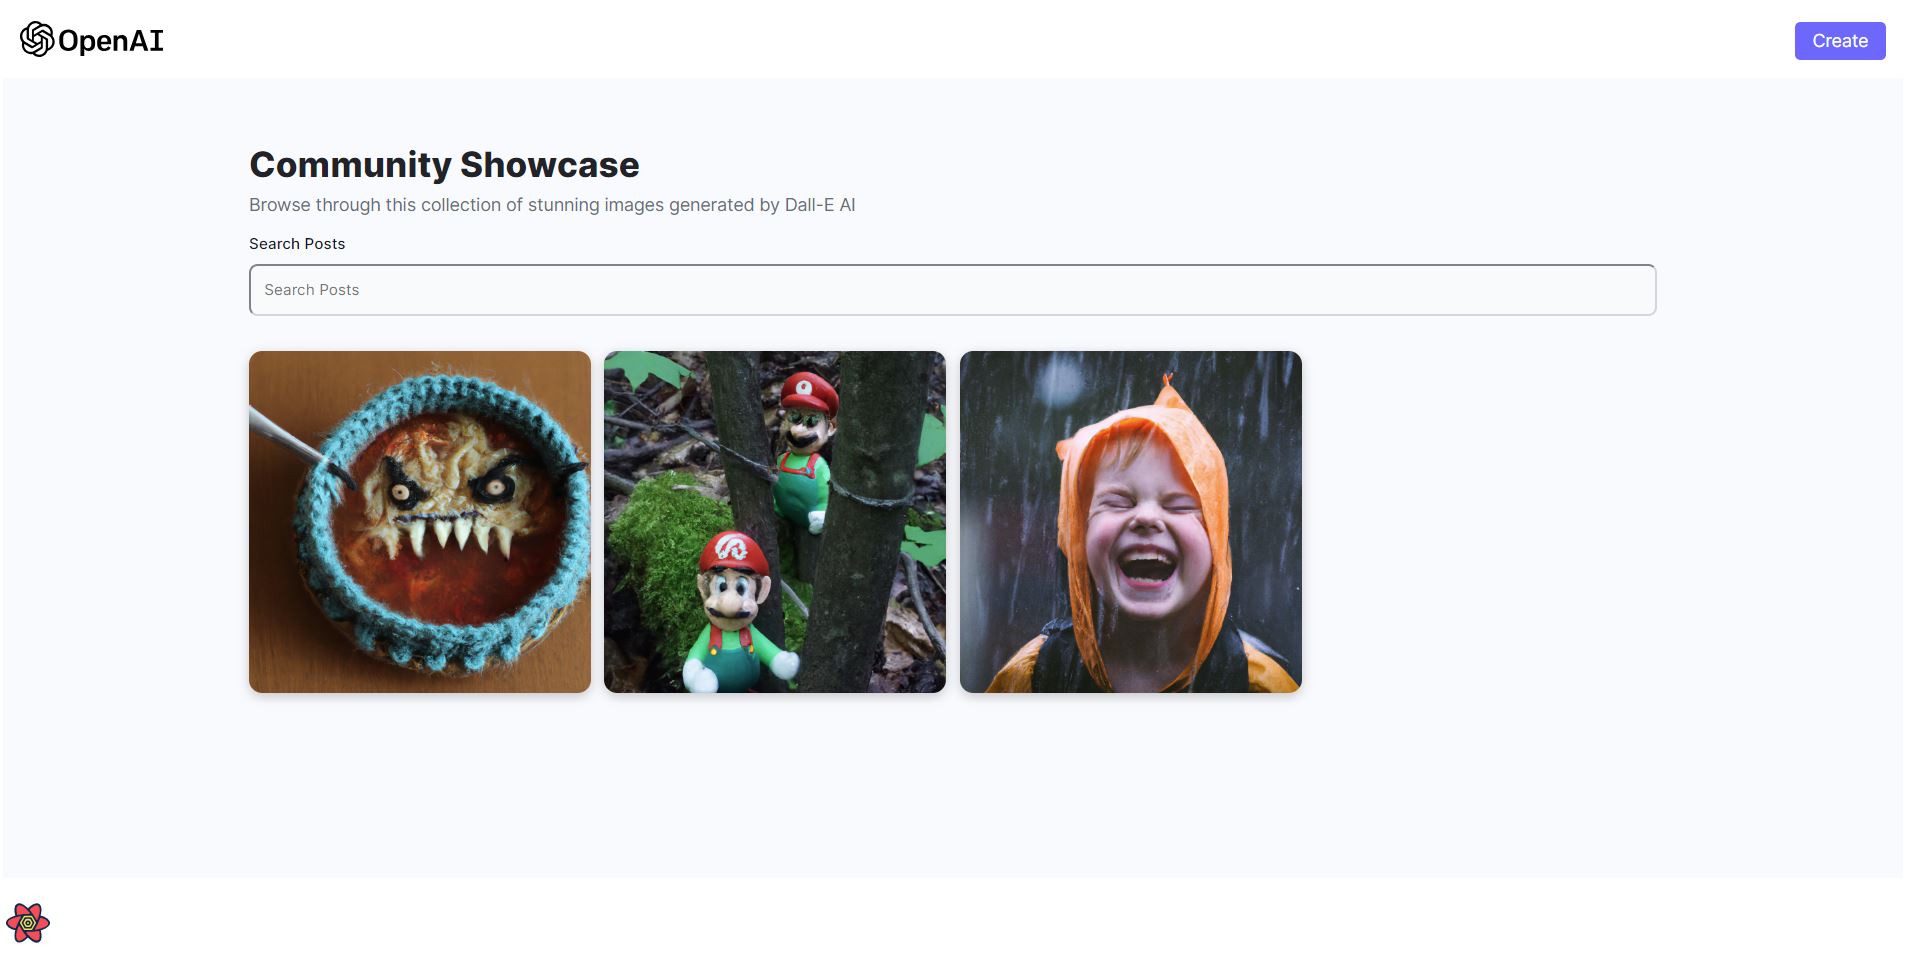 OpenAI
Create
Community Showcase
Browse through this collection of stunning images generated by Dall-E AI
Search Posts
Search Posts